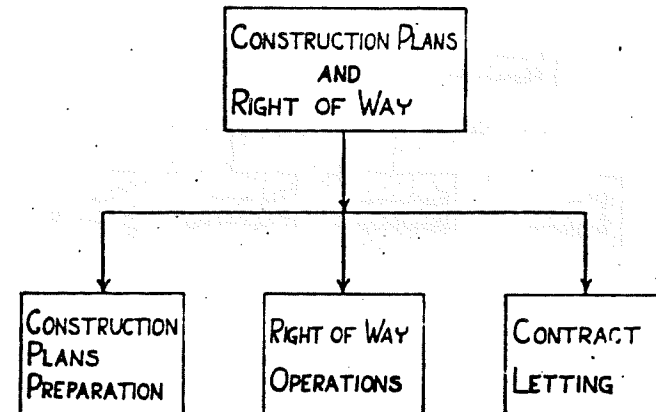 CONSTRUCTION PLANS
AND
RIGHT OF WAY
CONSTRUCTION
PLANS
PREPARATION
RIGHT OF WAY
OPERATIONS
CONTRACT
LETTING